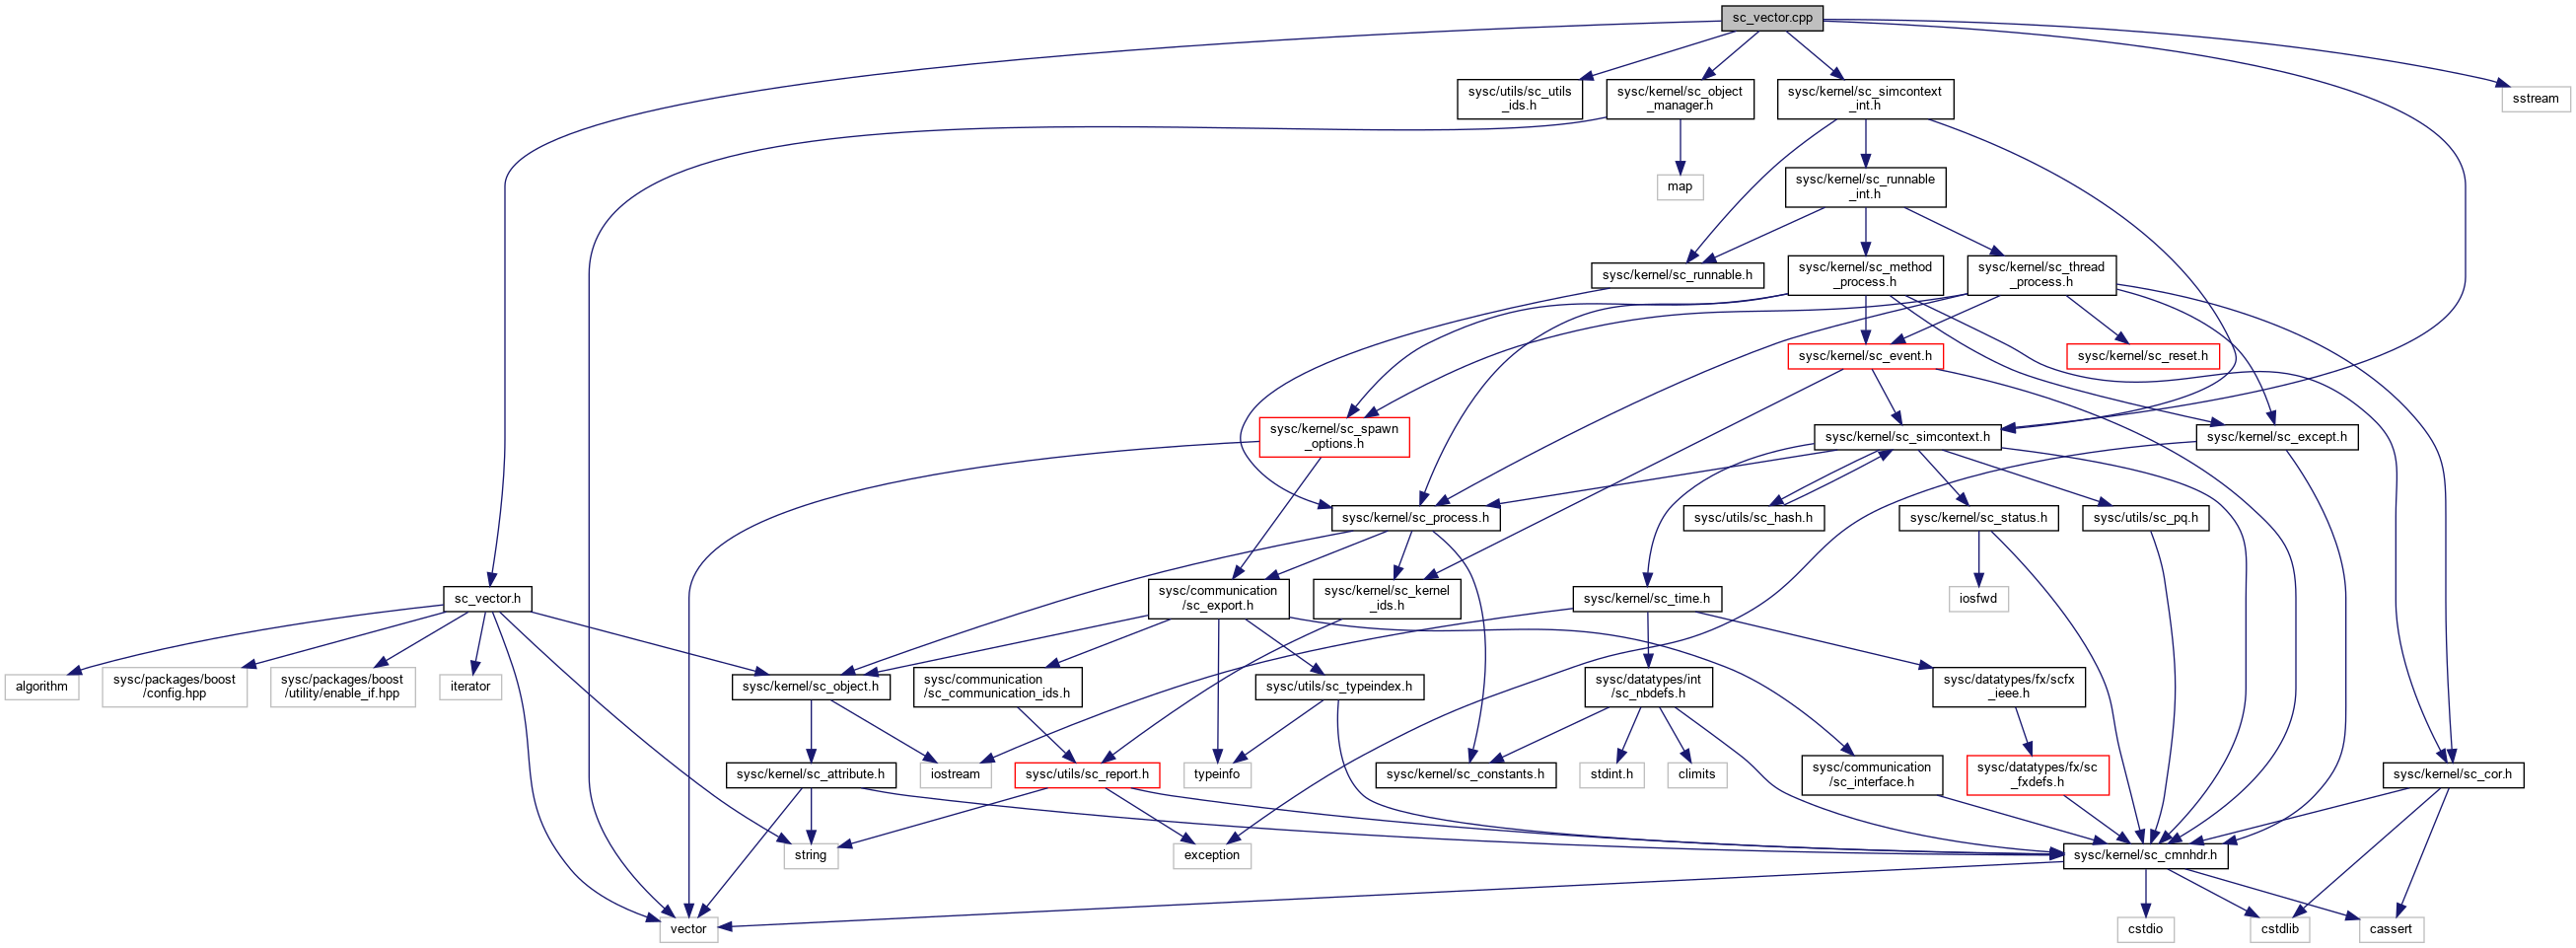 sc_vector.cpp
sysc/utils/sc_utils
_ids.h
sysc/kernel/sc_object
_manager.h
sysc/kernel/sc_simcontext
_int.h
sstream
map
sysc/kernel/sc_runnable
_int.h
sysc/kernel/sc_runnable.h
sysc/kernel/sc_method
_process.h
sysc/kernel/sc_thread
_process.h
sysc/kernel/sc_event.h
sysc/kernel/sc_reset.h
sysc/kernel/sc_spawn
_options.h
sysc/kernel/sc_simcontext.h
sysc/kernel/sc_except.h
sysc/kernel/sc_process.h
sysc/utils/sc_hash.h
sysc/kernel/sc_status.h
sysc/utils/sc_pq.h
sc_vector.h
sysc/communication
/sc_export.h
sysc/kernel/sc_kernel
_ids.h
sysc/kernel/sc_time.h
iosfwd
algorithm
sysc/packages/boost
/config.hpp
sysc/packages/boost
/utility/enable_if.hpp
iterator
sysc/kernel/sc_object.h
sysc/communication
/sc_communication_ids.h
sysc/utils/sc_typeindex.h
sysc/datatypes/int
/sc_nbdefs.h
sysc/datatypes/fx/scfx
_ieee.h
sysc/kernel/sc_attribute.h
iostream
sysc/utils/sc_report.h
typeinfo
sysc/kernel/sc_constants.h
stdint.h
climits
sysc/communication
/sc_interface.h
sysc/datatypes/fx/sc
_fxdefs.h
sysc/kernel/sc_cor.h
string
exception
sysc/kernel/sc_cmnhdr.h
vector
cstdio
cstdlib
cassert